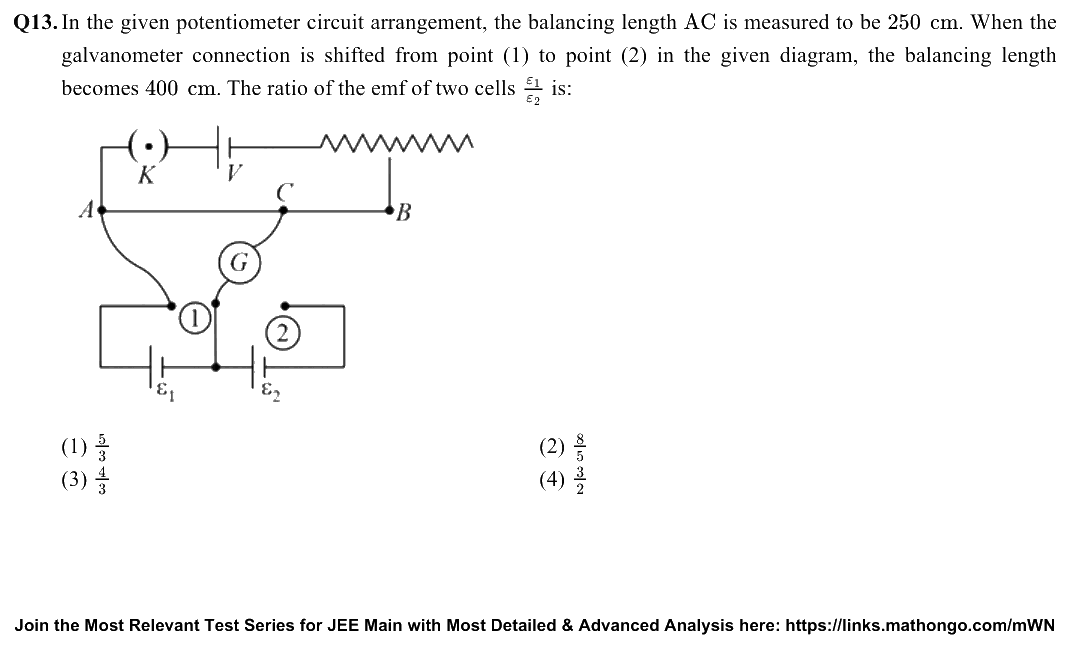 Q13. In the given potentiometer circuit arrangement, the balancing length AC is measured to be 250 cm. When the
galvanometer connection is shifted from point (1) to point (2) in the given diagram, the balancing length
becomes 400 cm. The ratio of the emf of two cells ε₁/ε₂ is:
K
V
C
A
B
G
1
2
ε₁
ε₂
(1) 5/3
(2) 8/5
(3) 4/3
(4) 3/2
Join the Most Relevant Test Series for JEE Main with Most Detailed & Advanced Analysis here: https://links.mathongo.com/mWN